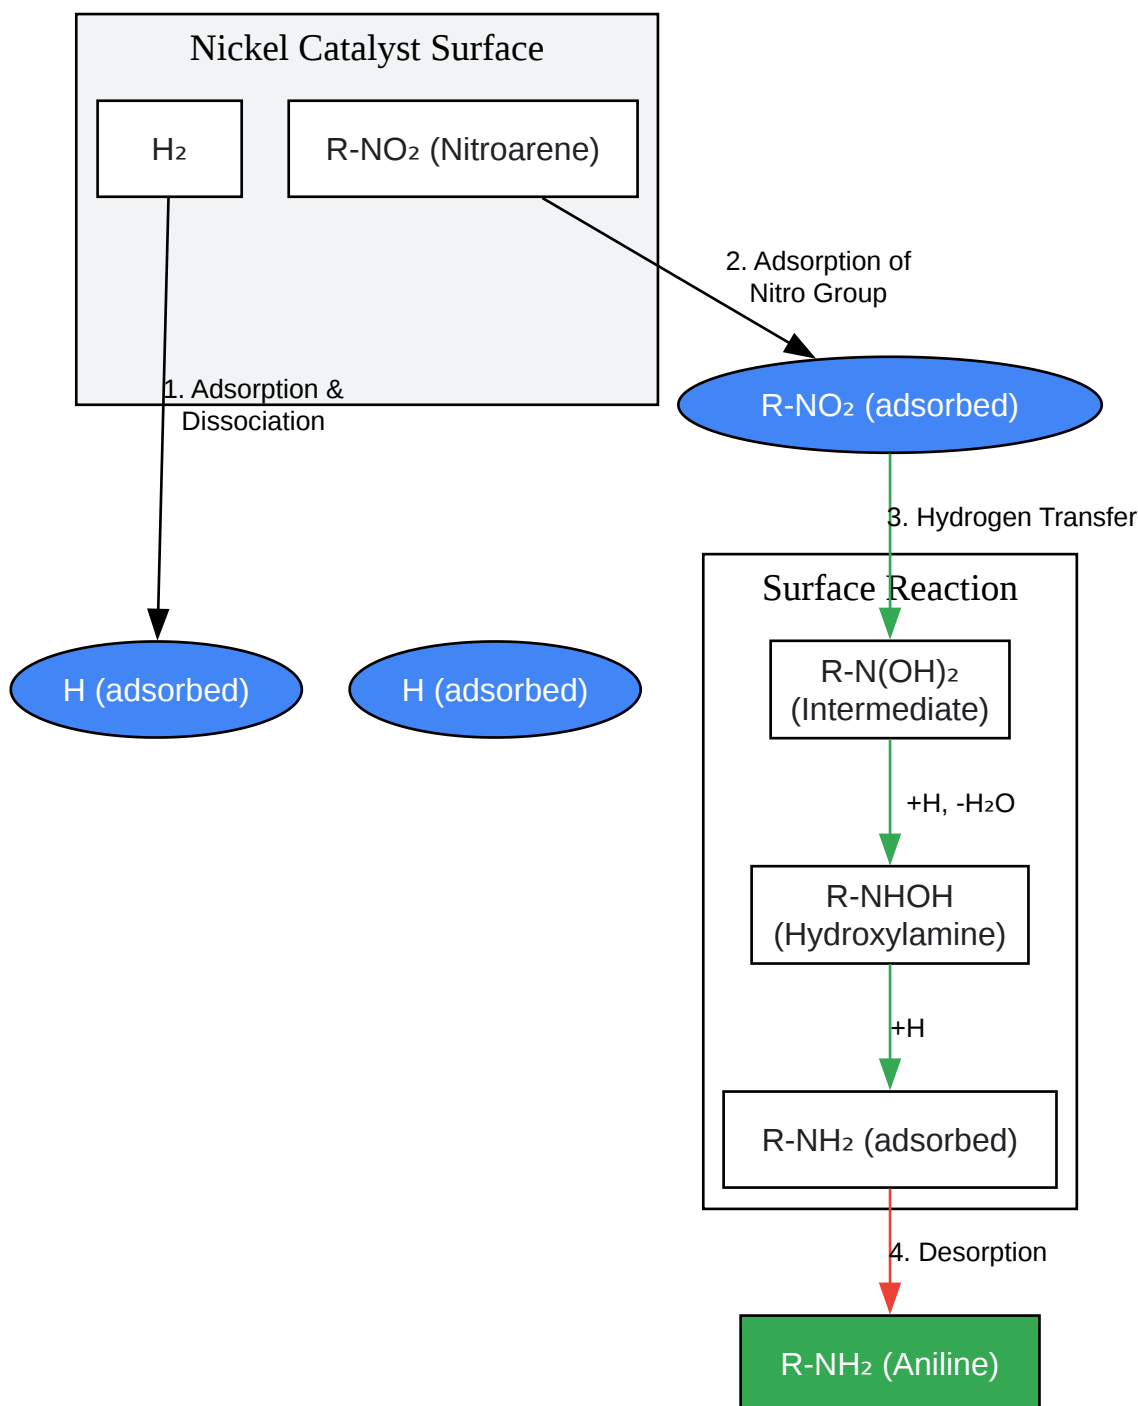 Nickel Catalyst Surface
H₂
R-NO₂ (Nitroarene)
2. Adsorption of
Nitro Group
1. Adsorption &
Dissociation
R-NO₂ (adsorbed)
3. Hydrogen Transfer
Surface Reaction
H (adsorbed)
H (adsorbed)
R-N(OH)₂
(Intermediate)
+H, -H₂O
R-NHOH
(Hydroxylamine)
+H
R-NH₂ (adsorbed)
4. Desorption
R-NH₂ (Aniline)